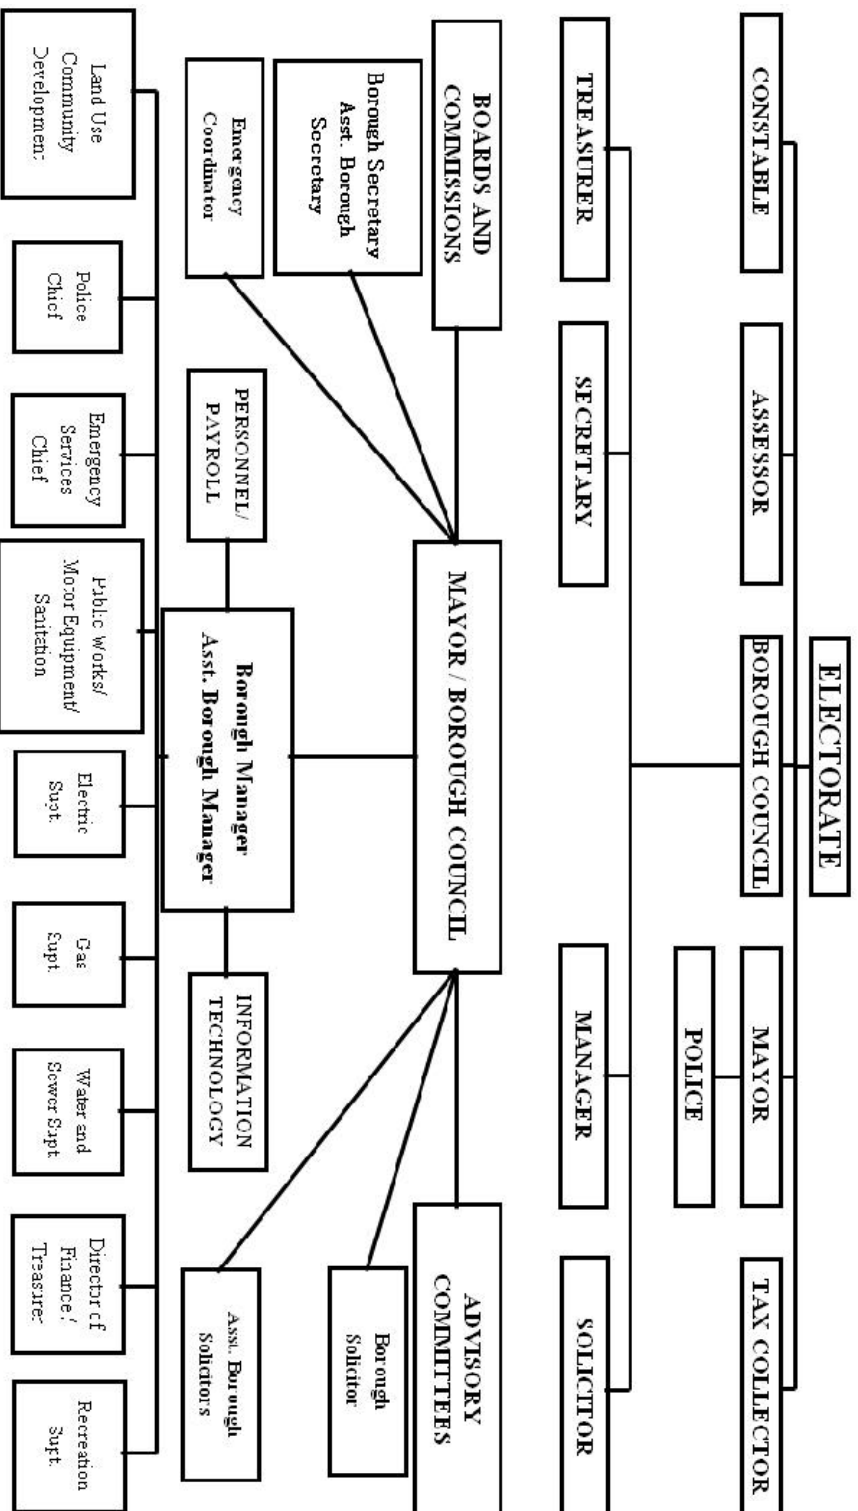 ELECTORATE
CONSTABLE
ASSESSOR
BOROUGH COUNCIL
MAYOR
TAX COLLECTOR
POLICE
TREASURER
SECRETARY
MANAGER
SOLICITOR
BOARDS AND
COMMISSIONS
MAYOR / BOROUGH COUNCIL
ADVISORY
COMMITTEES
Borough Secretary
Asst. Borough
Secretary
Borough
Solicitor
Emergency
Coordinator
PERSONNEL/
PAYROLL
Borough Manager
Asst. Borough Manager
INFORMATION
TECHNOLOGY
Asst. Borough
Solicitors
Land Use
Community
Development
Police
Chief
Emergency
Services
Chief
Public Works/
Motor Equipment/
Sanitation
Electric
Supt.
Gas
Supt.
Water and
Sewer Supt
Director of
Finance /
Treasurer
Recreation
Supt.